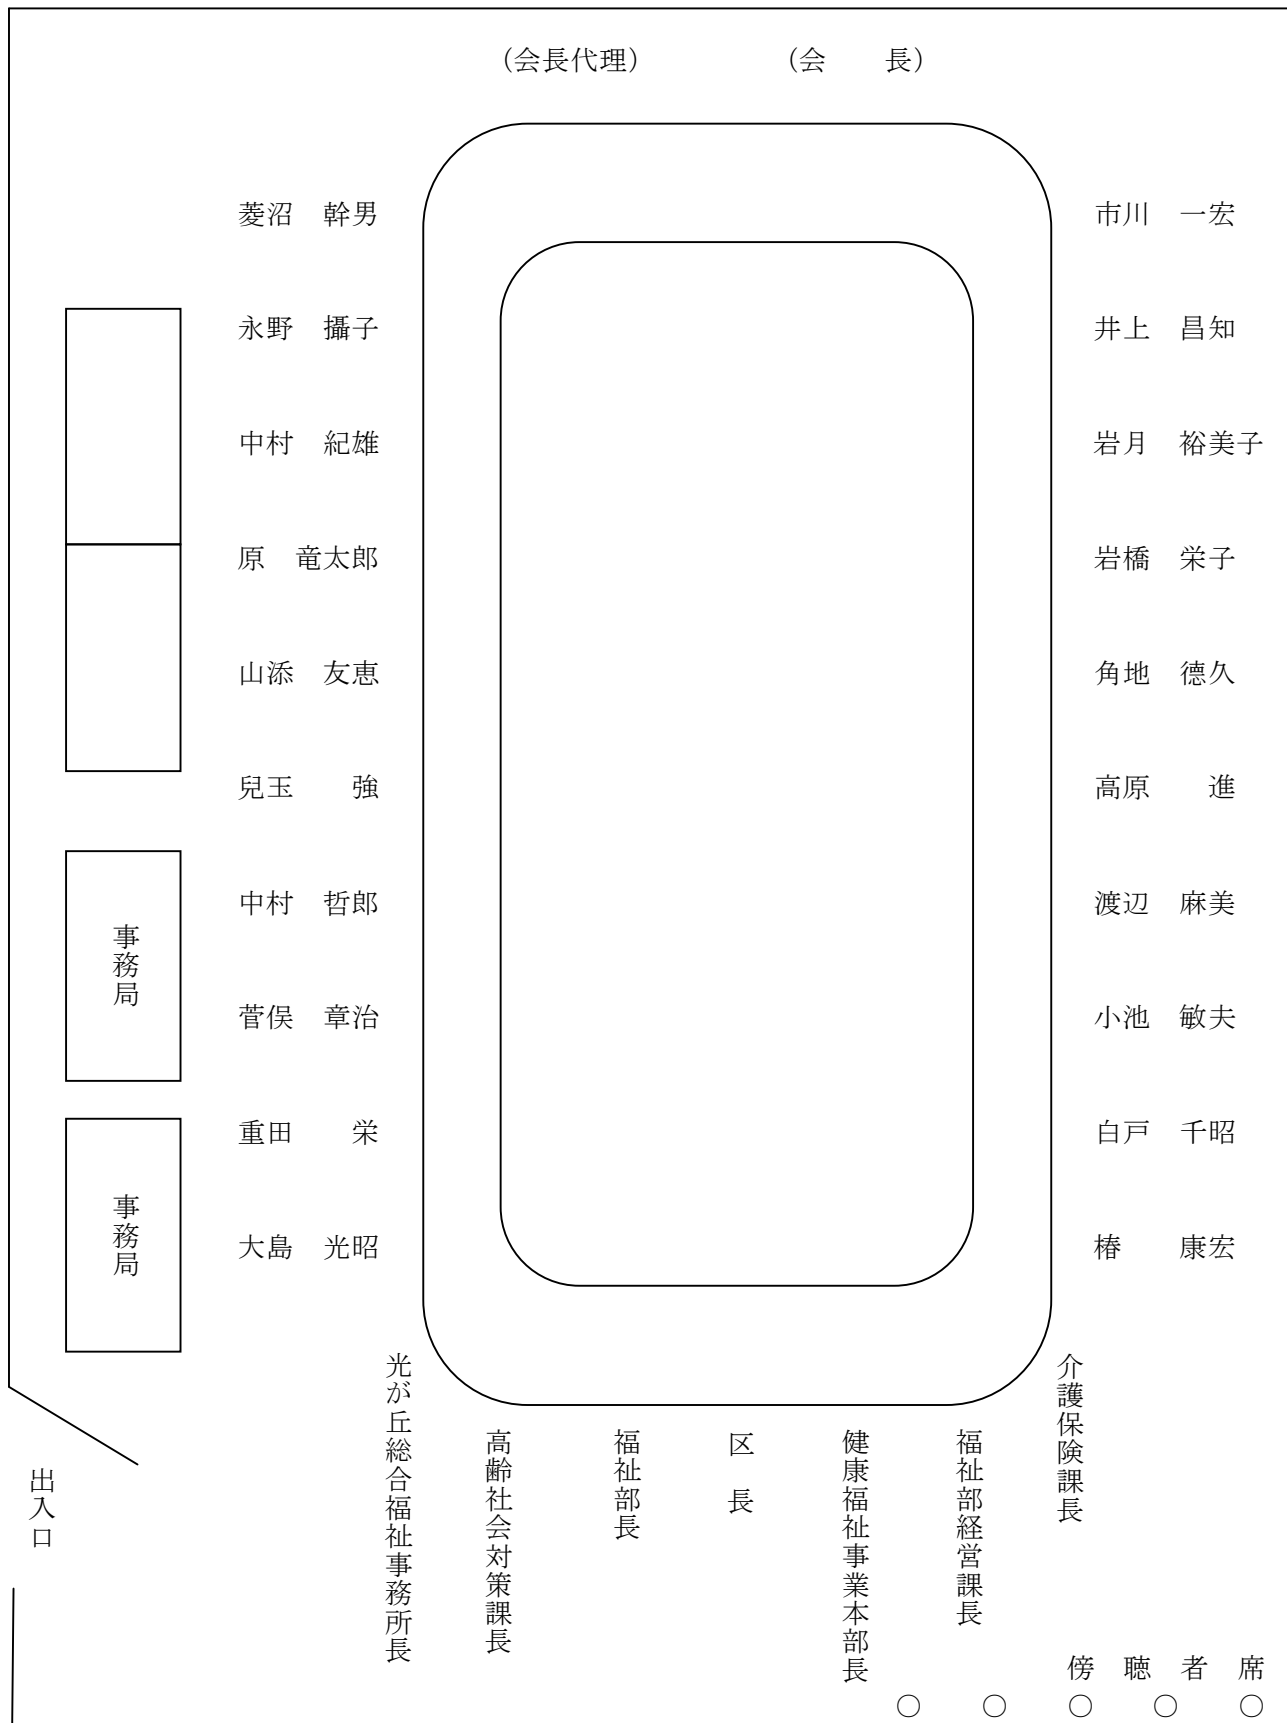 (会長代理)　　　　　(会　　長)
菱沼　幹男　　市川　一宏
永野　攝子　　井上　昌知
中村　紀雄　　岩月　裕美子
原　竜太郎　　岩橋　栄子
山添　友恵　　角地　德久
兒玉　　強　　高原　　進
中村　哲郎　　渡辺　麻美
菅俣　章治　　小池　敏夫
重田　　栄　　白戸　千昭
大島　光昭　　椿　　康宏
事務局
事務局
光が丘総合福祉事務所長
高齢社会対策課長
福祉部長
区　長
健康福祉事業本部長
福祉部経営課長
介護保険課長
出入口
傍　聴　者　席
○　○　○　○　○